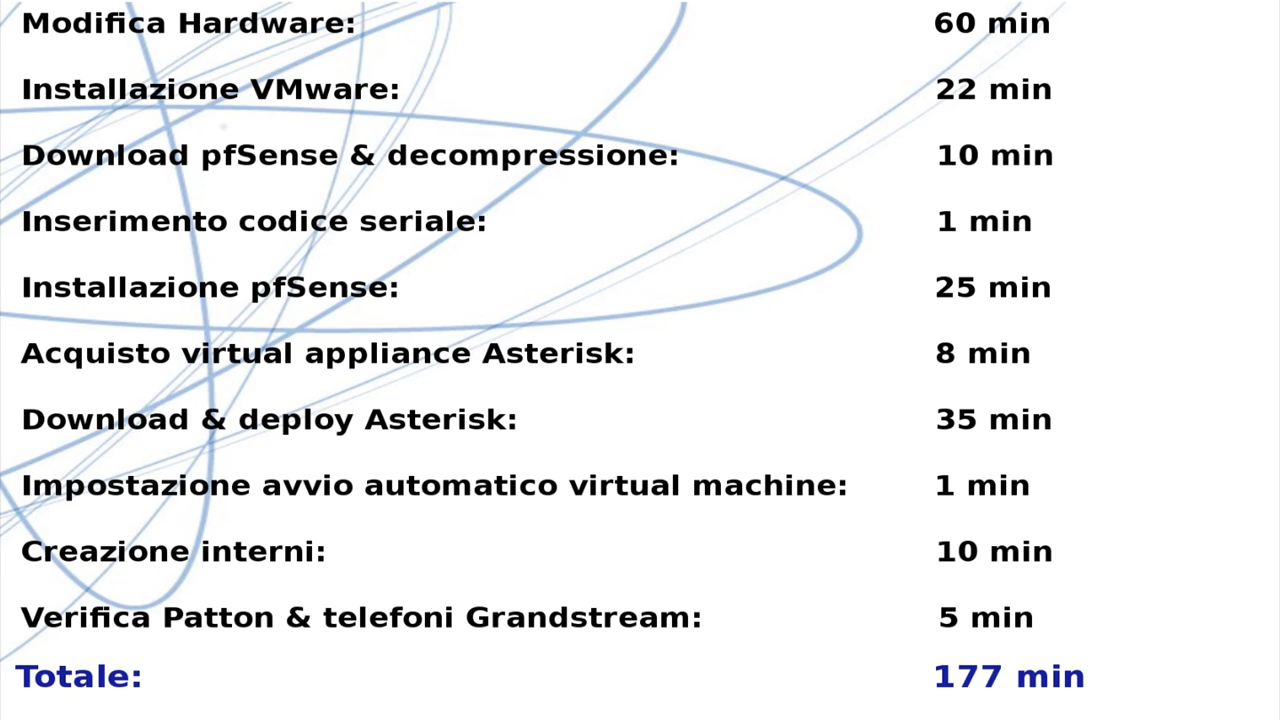 Modifica Hardware: 60 min
Installazione VMware: 22 min
Download pfSense & decompressione: 10 min
Inserimento codice seriale: 1 min
Installazione pfSense: 25 min
Acquisto virtual appliance Asterisk: 8 min
Download & deploy Asterisk: 35 min
Impostazione avvio automatico virtual machine: 1 min
Creazione interni: 10 min
Verifica Patton & telefoni Grandstream: 5 min
Totale: 177 min